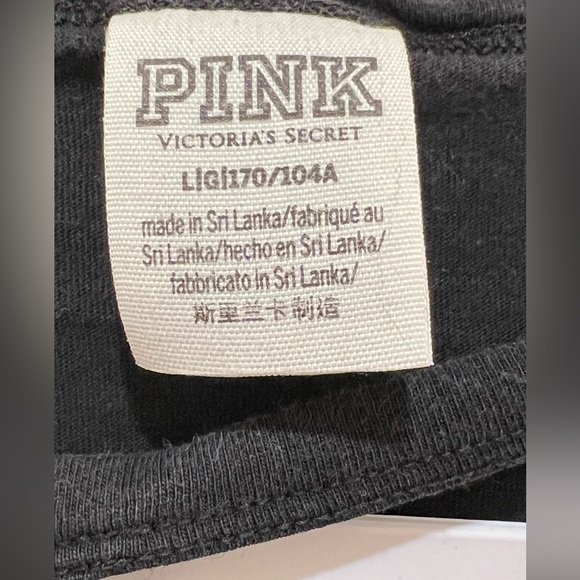 PINK
VICTORIA'S SECRET
L|G|170/104A
made in Sri Lanka/fabriqué au
Sri Lanka/hecho en Sri Lanka/
fabbricato in Sri Lanka/
斯里兰卡制造